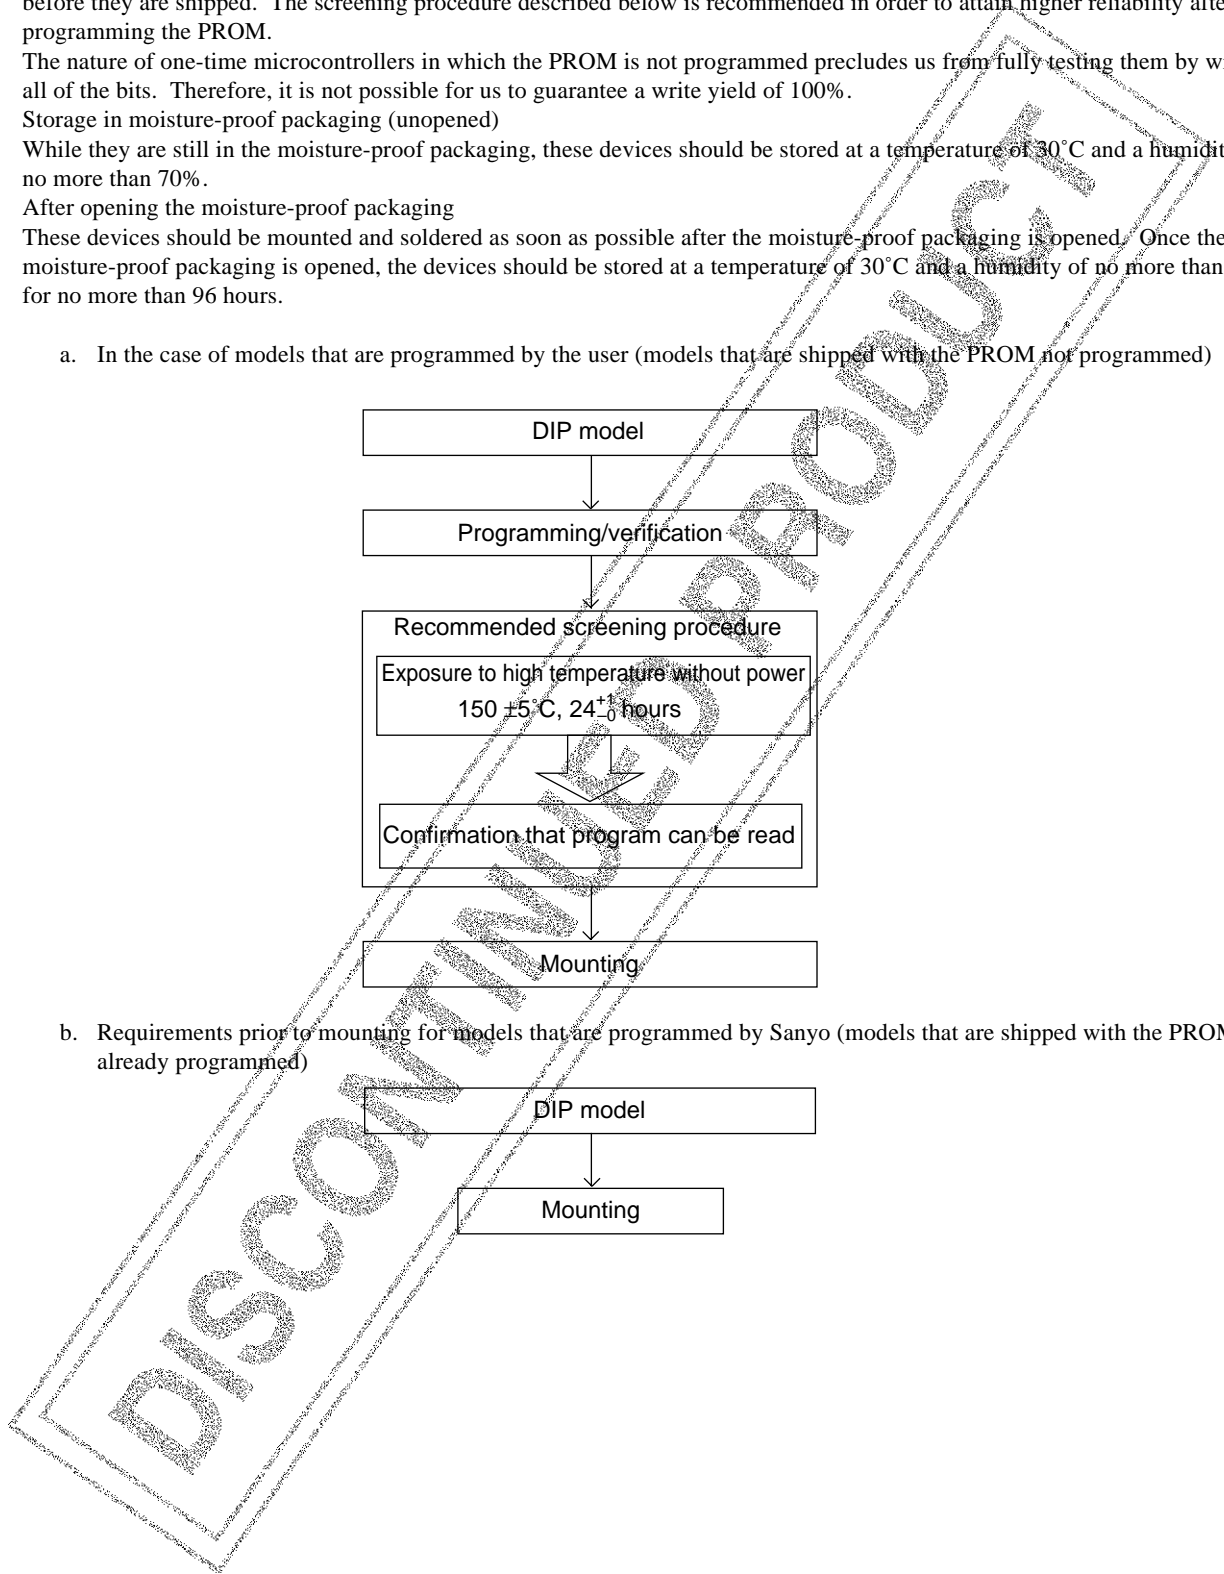 before they are shipped. The screening procedure described below is recommended in order to attain higher reliability afte
programming the PROM.
The nature of one-time microcontrollers in which the PROM is not programmed precludes us from fully testing them by w
all of the bits. Therefore, it is not possible for us to guarantee a write yield of 100%.
Storage in moisture-proof packaging (unopened)
While they are still in the moisture-proof packaging, these devices should be stored at a temperature of 30˚C and a humidit
no more than 70%.
After opening the moisture-proof packaging
These devices should be mounted and soldered as soon as possible after the moisture-proof packaging is opened. Once the
moisture-proof packaging is opened, the devices should be stored at a temperature of 30˚C and a humidity of no more than
for no more than 96 hours.
a. In the case of models that are programmed by the user (models that are shipped with the PROM not programmed)
DIP model
Programming/verification
Recommended screening procedure
Exposure to high temperature without power
150 ±5˚C, 24 +1 −0 hours
Confirmation that program can be read
Mounting
b. Requirements prior to mounting for models that are programmed by Sanyo (models that are shipped with the PROM
already programmed)
DIP model
Mounting
DISCONTINUED PRODUCT